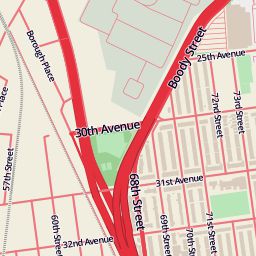 Borough Place
Boody Street
25th Avenue
72nd Street
73rd Street
30th Avenue
57th Street
31st Avenue
68th Street
60th Street
32nd Avenue
69th Street
70th Street
71st Street